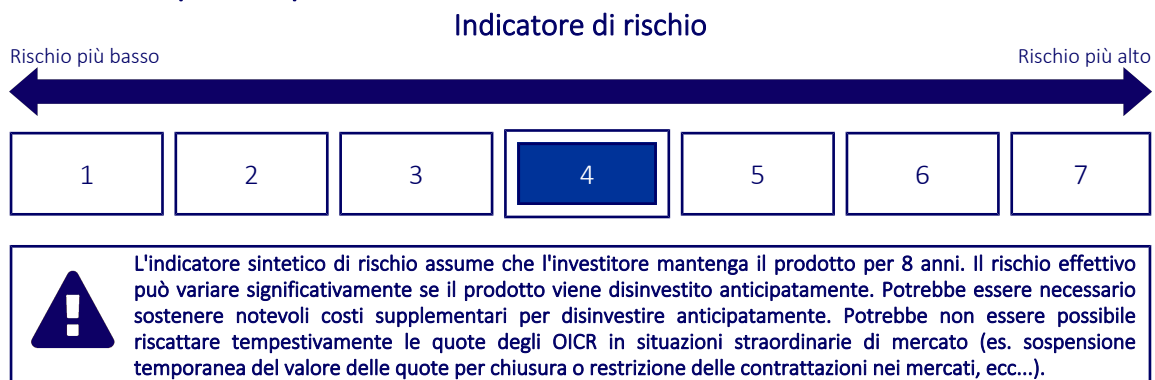 Indicatore di rischio
Rischio più basso
Rischio più alto
1
2
3
4
5
6
7
L'indicatore sintetico di rischio assume che l'investitore mantenga il prodotto per 8 anni. Il rischio effettivo
può variare significativamente se il prodotto viene disinvestito anticipatamente. Potrebbe essere necessario
sostenere notevoli costi supplementari per disinvestire anticipatamente. Potrebbe non essere possibile
riscattare tempestivamente le quote degli OICR in situazioni straordinarie di mercato (es. sospensione
temporanea del valore delle quote per chiusura o restrizione delle contrattazioni nei mercati, ecc...).